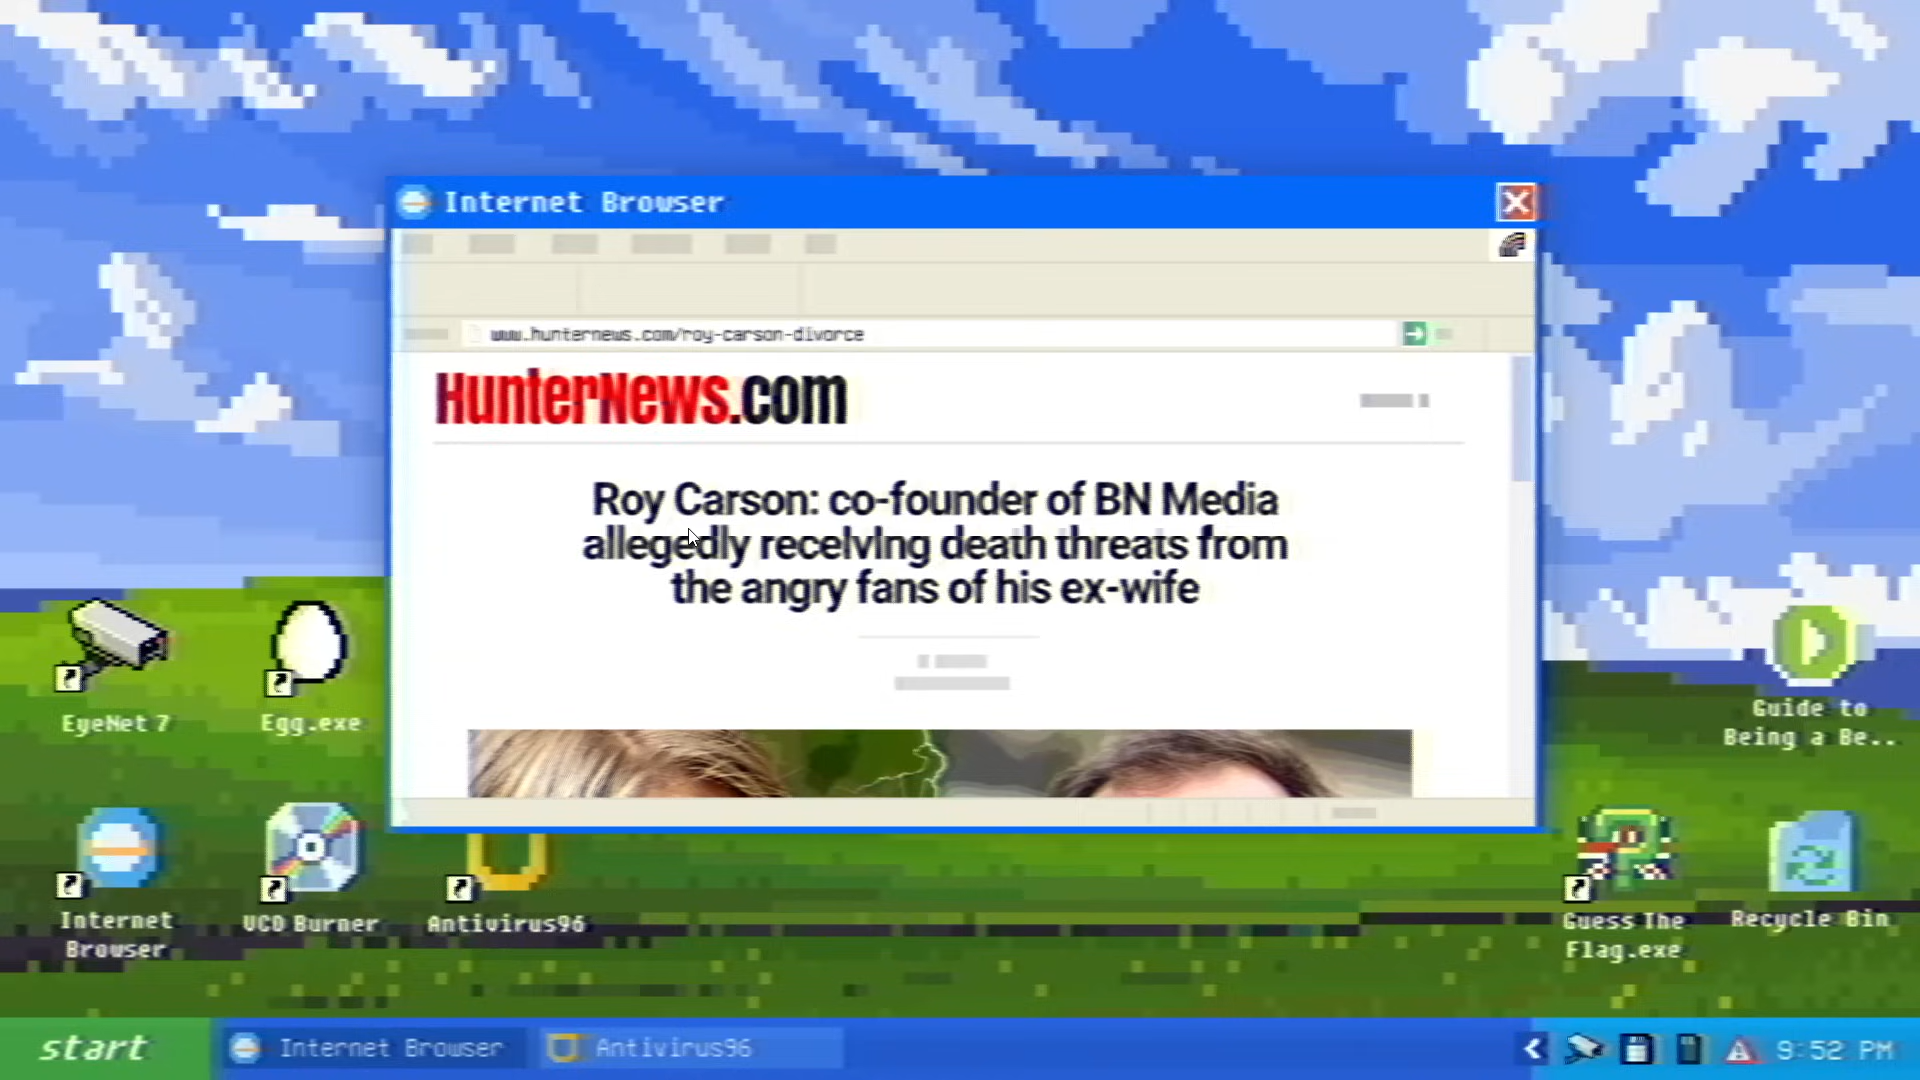 Internet Browser
www.hunternews.com/roy-carson-divorce
HunterNews.com
Roy Carson: co-founder of BN Media
allegedly receiving death threats from
the angry fans of his ex-wife
EyeNet 7
Egg.exe
Guide to
Being a Be..
Internet
Browser
VCD Burner
Antivirus96
Guess The
Flag.exe
Recycle Bin
start
Internet Browser
Antivirus96
9:52 PM